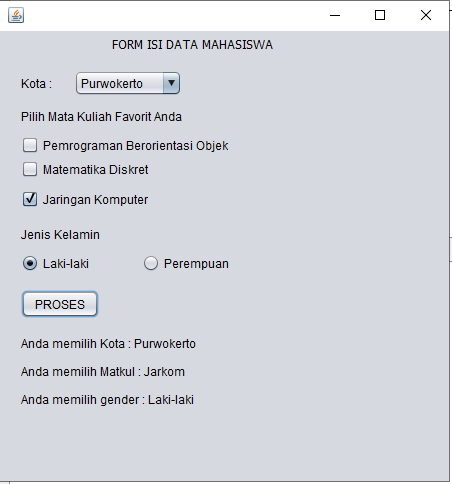 FORM ISI DATA MAHASISWA
Kota : Purwokerto
Pilih Mata Kuliah Favorit Anda
Pemrograman Berorientasi Objek
Matematika Diskret
Jaringan Komputer
Jenis Kelamin
Laki-laki Perempuan
PROSES
Anda memilih Kota : Purwokerto
Anda memilih Matkul : Jarkom
Anda memilih gender : Laki-laki